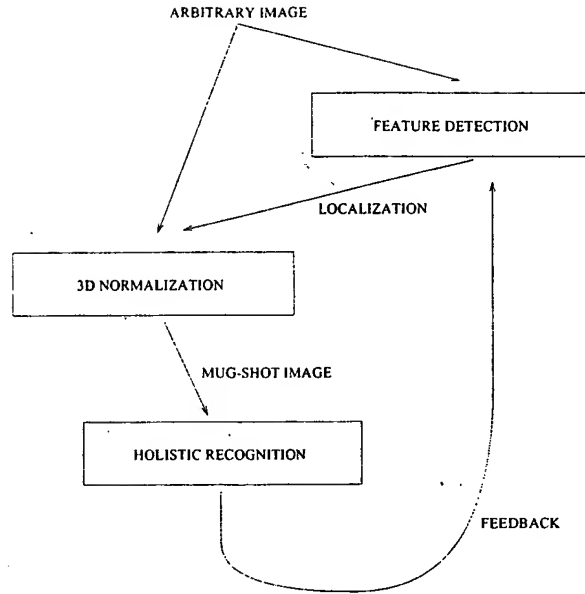 ARBITRARY IMAGE
FEATURE DETECTION
LOCALIZATION
3D NORMALIZATION
MUG-SHOT IMAGE
HOLISTIC RECOGNITION
FEEDBACK